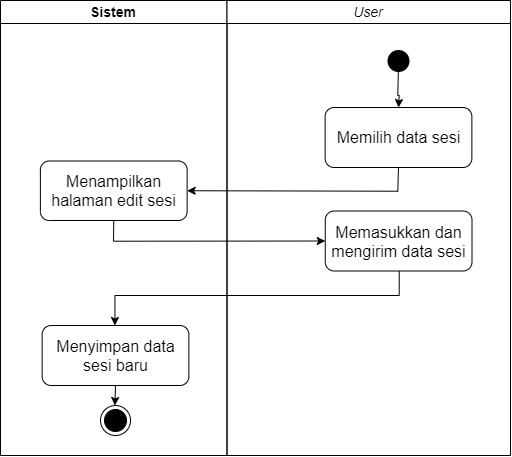 Sistem
User
Memilih data sesi
Menampilkan
halaman edit sesi
Memasukkan dan
mengirim data sesi
Menyimpan data
sesi baru